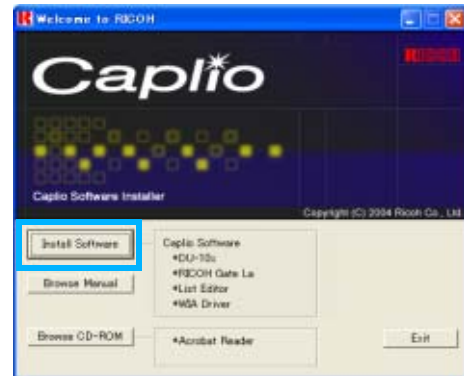 Welcome to RICOH
RICOH
Caplio
Caplio Software Installer
Copyright (C) 2004 Ricoh Co., Ltd.
Install Software
Caplio Software
*DU-10x
*RICOH Gate La
*List Editor
*WIA Driver
Browse Manual
Browse CD-ROM
*Acrobat Reader
Exit